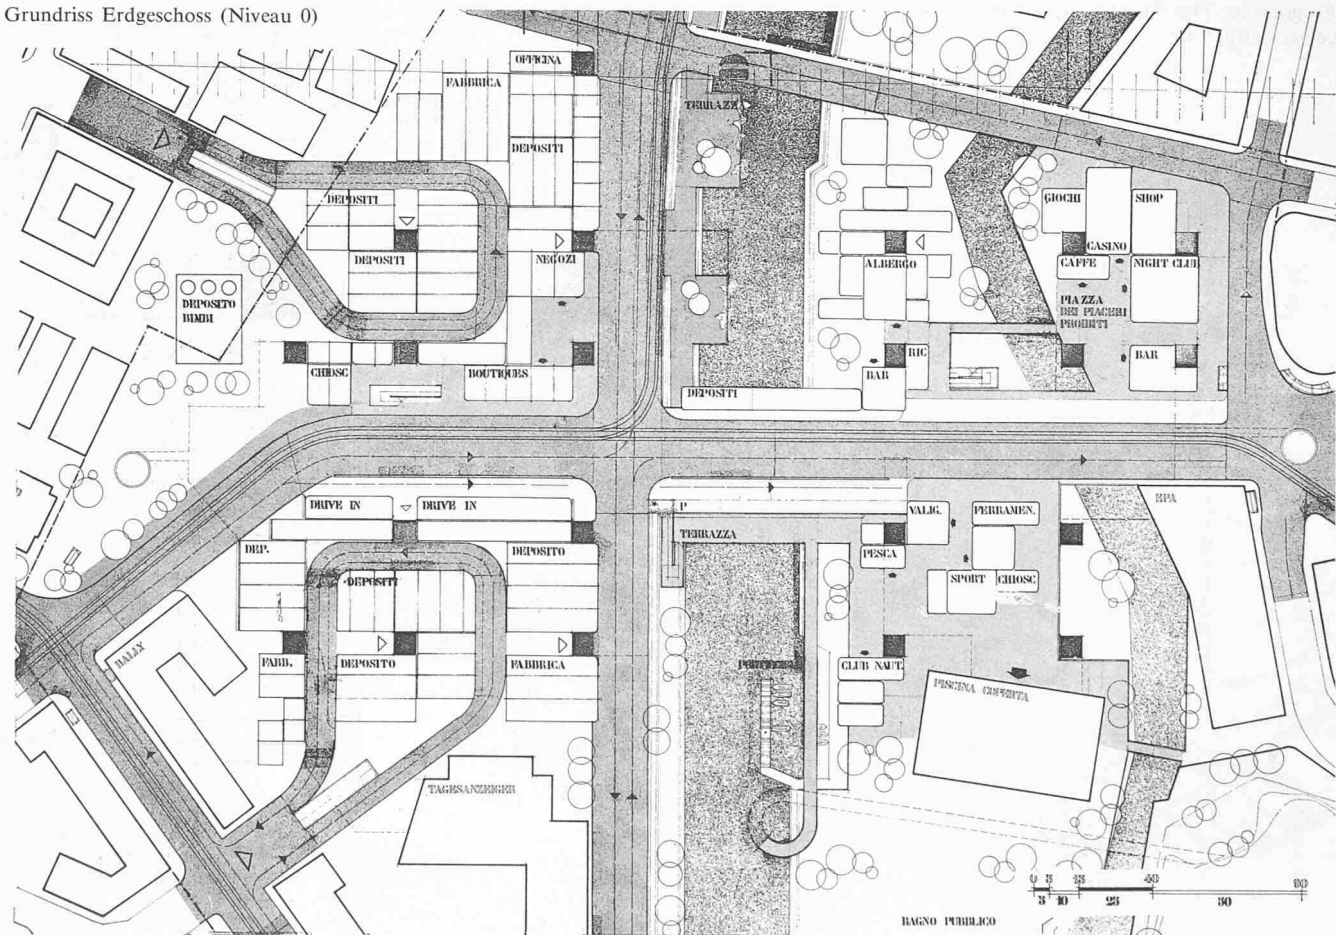 Grundriss Erdgeschoss (Niveau 0)
OFFICINA
FABBRICA
TERRAZZ
DEPOSITI
DEPOSITI
DEPOSITI
NEGOZI
DEPOSITO
BIMBI
GIOCHI
SHOP
CASINO
ALBERGO
CAFFE
NIGHT CLUB
PIAZZA
DEI PIACERI
PROIBITI
CHIOSC
BOUTIQUES
RIC
BAR
BAR
DEPOSITI
DRIVE IN
DRIVE IN
P
VALIG.
FERRAMEN.
EPA
TERRAZZA
DEP.
DEPOSITO
PESCA
DEPOSITI
SPORT
CHIOSC
BALLY
FABB.
DEPOSITO
FABBRICA
CLUB NAUT.
PISCINA COPERTA
TAGESANZEIGER
0 5 15 40 90
5 10 25 50
BAGNO PUBBLICO